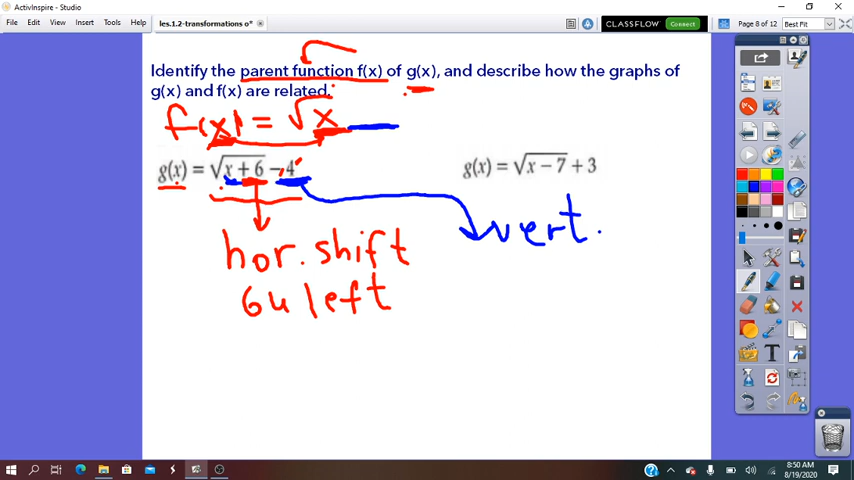 ActivInspire - Studio
File Edit View Insert Tools Help
les.1.2-transformations o*
CLASSFLOW Connect
Page 8 of 12
Best Fit
Identify the parent function f(x) of g(x), and describe how the graphs of
g(x) and f(x) are related.
f(x) = √x
g(x) = √x + 6 − 4
g(x) = √x − 7 + 3
hor. shift
6u left
vert.
8:50 AM
8/19/2020